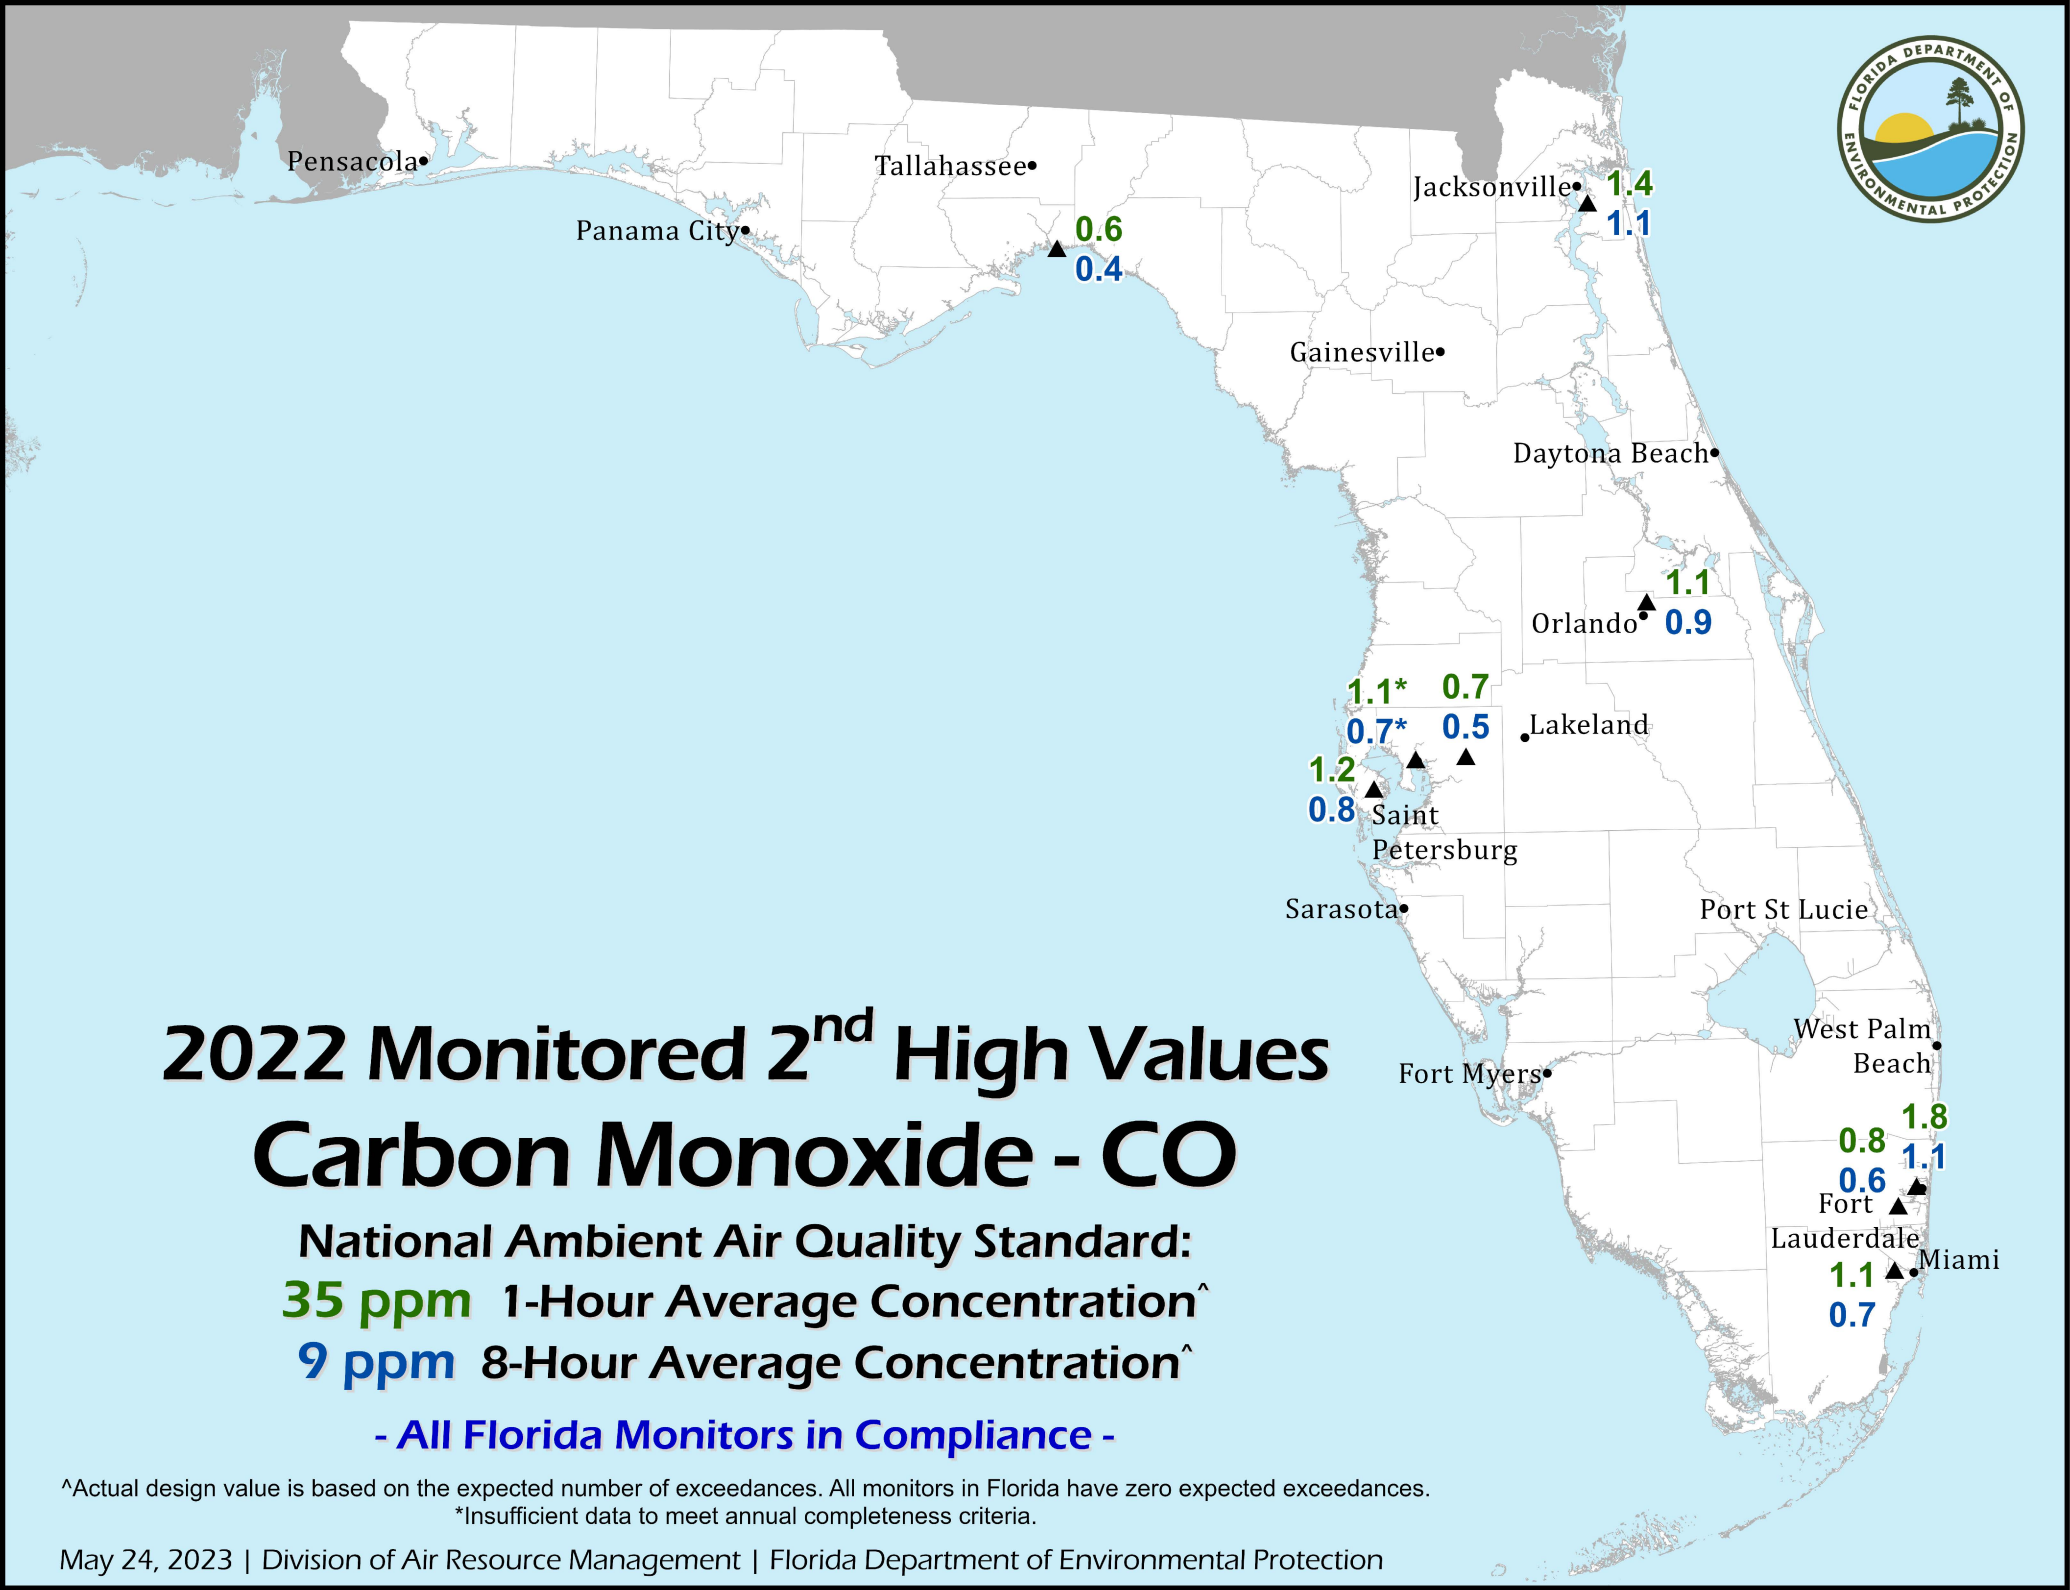 FLORIDA DEPARTMENT OF
ENVIRONMENTAL PROTECTION
Pensacola
Tallahassee
Jacksonville
1.4
1.1
Panama City
0.6
0.4
Gainesville
Daytona Beach
1.1
Orlando
0.9
1.1*
0.7*
0.7
0.5
Lakeland
1.2
0.8
Saint
Petersburg
Sarasota
Port St Lucie
West Palm
Beach
Fort Myers
1.8
1.1
0.8
0.6
Fort
Lauderdale
Miami
1.1
0.7
2022 Monitored 2nd High Values
Carbon Monoxide - CO
National Ambient Air Quality Standard:
35 ppm 1-Hour Average Concentration^
9 ppm 8-Hour Average Concentration^
- All Florida Monitors in Compliance -
^Actual design value is based on the expected number of exceedances. All monitors in Florida have zero expected exceedances.
*Insufficient data to meet annual completeness criteria.
May 24, 2023 | Division of Air Resource Management | Florida Department of Environmental Protection